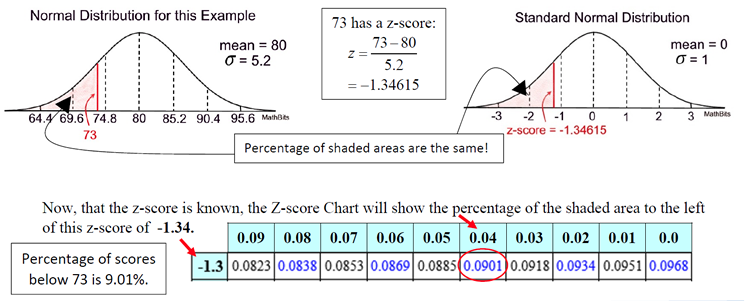 Normal Distribution for this Example
mean = 80
σ = 5.2
64.4 69.6 74.8 80 85.2 90.4 95.6 MathBits
73
73 has a z-score:
z = 73 – 80
5.2
= –1.34615
Standard Normal Distribution
mean = 0
σ = 1
-3 -2 -1 0 1 2 3 MathBits
z-score = -1.34615
Percentage of shaded areas are the same!
Now, that the z-score is known, the Z-score Chart will show the percentage of the shaded area to the left
of this z-score of -1.34.
0.09 0.08 0.07 0.06 0.05 0.04 0.03 0.02 0.01 0.0
-1.3 0.0823 0.0838 0.0853 0.0869 0.0885 0.0901 0.0918 0.0934 0.0951 0.0968
Percentage of scores
below 73 is 9.01%.